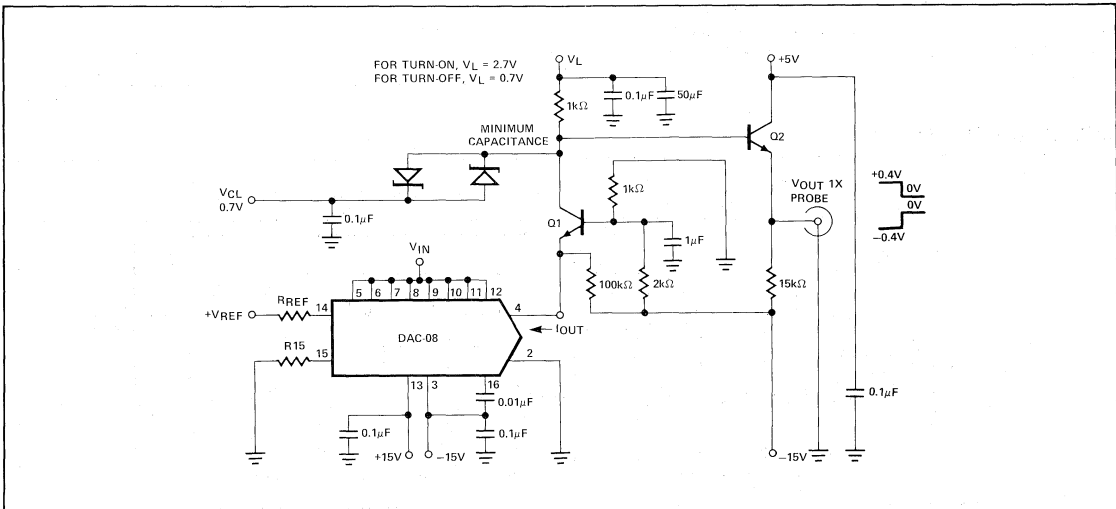 FOR TURN-ON, VL = 2.7V
FOR TURN-OFF, VL = 0.7V
VL
+5V
1kΩ
0.1μF
50μF
MINIMUM
CAPACITANCE
Q2
VCL
0.7V
0.1μF
1kΩ
Q1
1μF
VOUT 1X
PROBE
+0.4V
0V
0V
-0.4V
VIN
5 6 7 8 9 10 11 12
100kΩ
2kΩ
15kΩ
+VREF
RREF
14
4
IOUT
DAC-08
R15
15
2
13 3 16
0.01μF
0.1μF
0.1μF
0.1μF
+15V
-15V
-15V